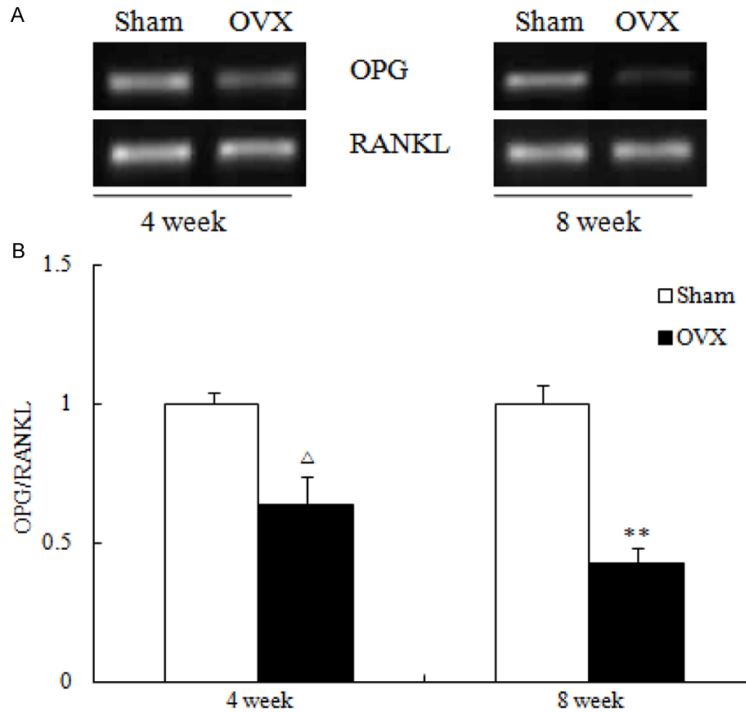 A
Sham OVX Sham OVX
OPG
RANKL
4 week 8 week
B
1.5
Sham
OVX
1
△
OPG/RANKL
0.5
**
0
4 week 8 week